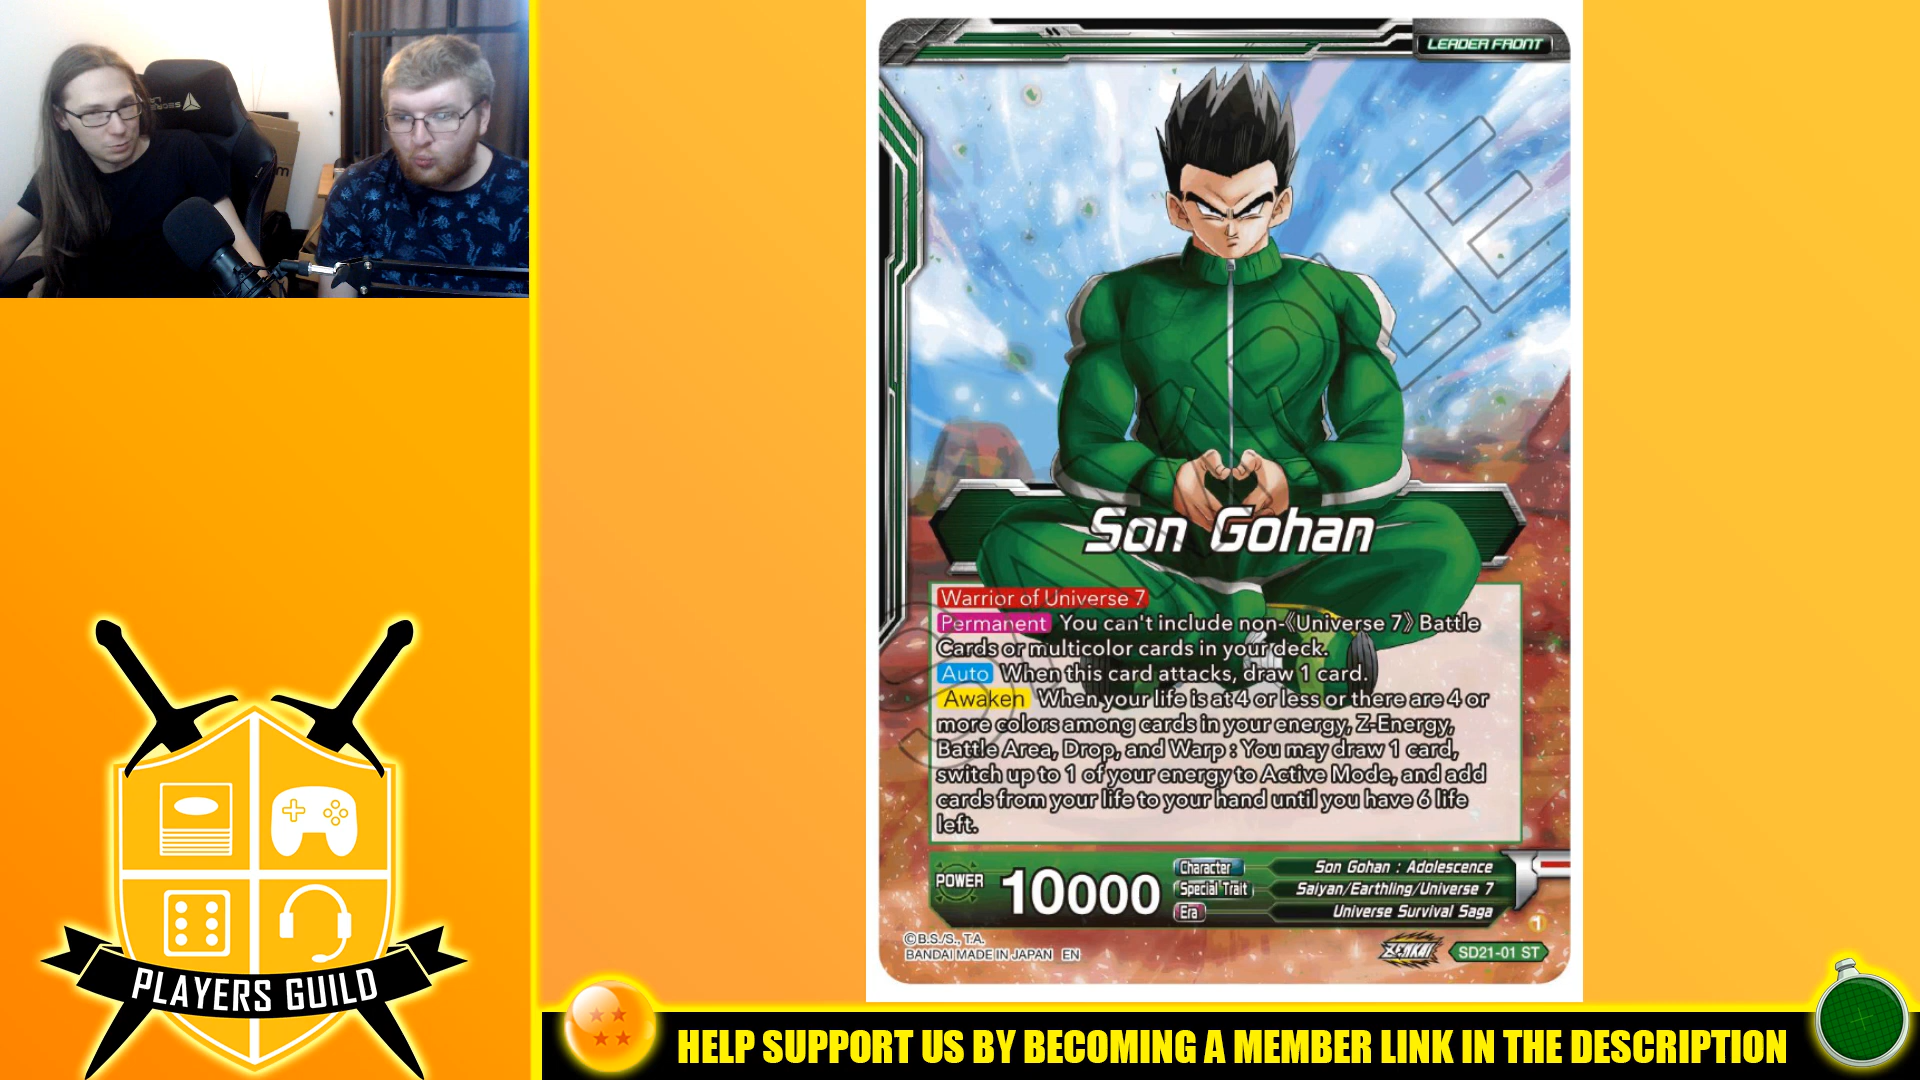 LEADER FRONT
SECRET LAB
SAMPLE
Son Gohan
Warrior of Universe 7
Permanent You can't include non-《Universe 7》 Battle
Cards or multicolor cards in your deck.
Auto When this card attacks, draw 1 card.
Awaken When your life is at 4 or less or there are 4 or
more colors among cards in your energy, Z-Energy,
Battle Area, Drop, and Warp : You may draw 1 card,
switch up to 1 of your energy to Active Mode, and add
cards from your life to your hand until you have 6 life
left.
POWER 10000
Character Son Gohan : Adolescence
Special Trait Saiyan/Earthling/Universe 7
Era Universe Survival Saga
1
©B.S./S., T.A.
BANDAI MADE IN JAPAN EN
ZENKAI
SD21-01 ST
PLAYERS GUILD
HELP SUPPORT US BY BECOMING A MEMBER LINK IN THE DESCRIPTION